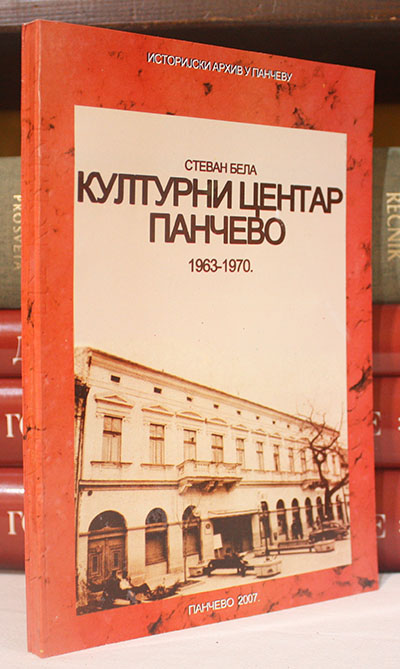 ИСТОРИЈСКИ АРХИВ У ПАНЧЕВУ
СТЕВАН БЕЛА
КУЛТУРНИ ЦЕНТАР
ПАНЧЕВО
1963-1970.
ПАНЧЕВО 2007.
PROSVETA
REČNIK